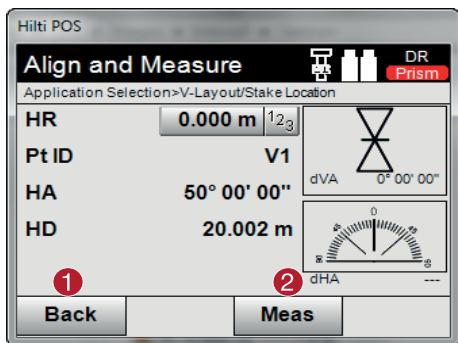 Hilti POS
Align and Measure
DR
Prism
Application Selection>V-Layout/Stake Location
HR 0.000 m 123
Pt ID V1
HA 50° 00' 00"
HD 20.002 m
dVA 0° 00' 00"
0
45 45
90 90
dHA ---
1 2
Back Meas